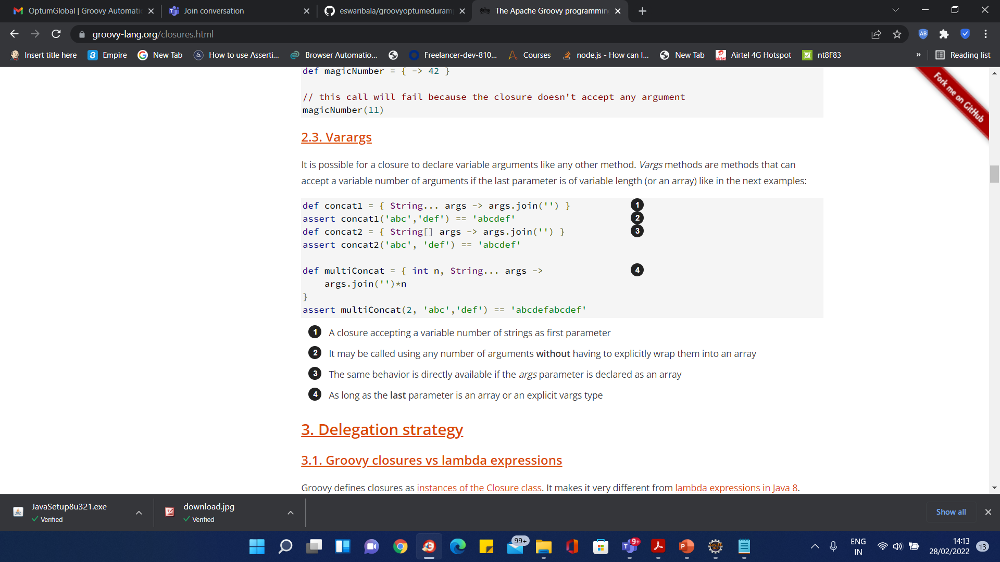 OptumGlobal | Groovy Automatic
Join conversation
eswaribala/groovyoptumeduram
The Apache Groovy programmin
groovy-lang.org/closures.html
Insert title here
Empire
New Tab
How to use Asserti...
Browser Automatio...
Freelancer-dev-810...
Courses
node.js - How can I...
New Tab
Airtel 4G Hotspot
nt8F83
»
Reading list
def magicNumber = { -> 42 }
// this call will fail because the closure doesn't accept any argument
magicNumber(11)
Fork me on GitHub
2.3. Varargs
It is possible for a closure to declare variable arguments like any other method. Vargs methods are methods that can
accept a variable number of arguments if the last parameter is of variable length (or an array) like in the next examples:
def concat1 = { String... args -> args.join('') } 1
assert concat1('abc','def') == 'abcdef' 2
def concat2 = { String[] args -> args.join('') } 3
assert concat2('abc', 'def') == 'abcdef'
def multiConcat = { int n, String... args -> 4
args.join('')*n
}
assert multiConcat(2, 'abc','def') == 'abcdefabcdef'
1 A closure accepting a variable number of strings as first parameter
2 It may be called using any number of arguments without having to explicitly wrap them into an array
3 The same behavior is directly available if the args parameter is declared as an array
4 As long as the last parameter is an array or an explicit vargs type
3. Delegation strategy
3.1. Groovy closures vs lambda expressions
Groovy defines closures as instances of the Closure class. It makes it very different from lambda expressions in Java 8.
JavaSetup8u321.exe
Verified
download.jpg
Verified
Show all
99+
9+
ENG
IN
14:13
28/02/2022
13